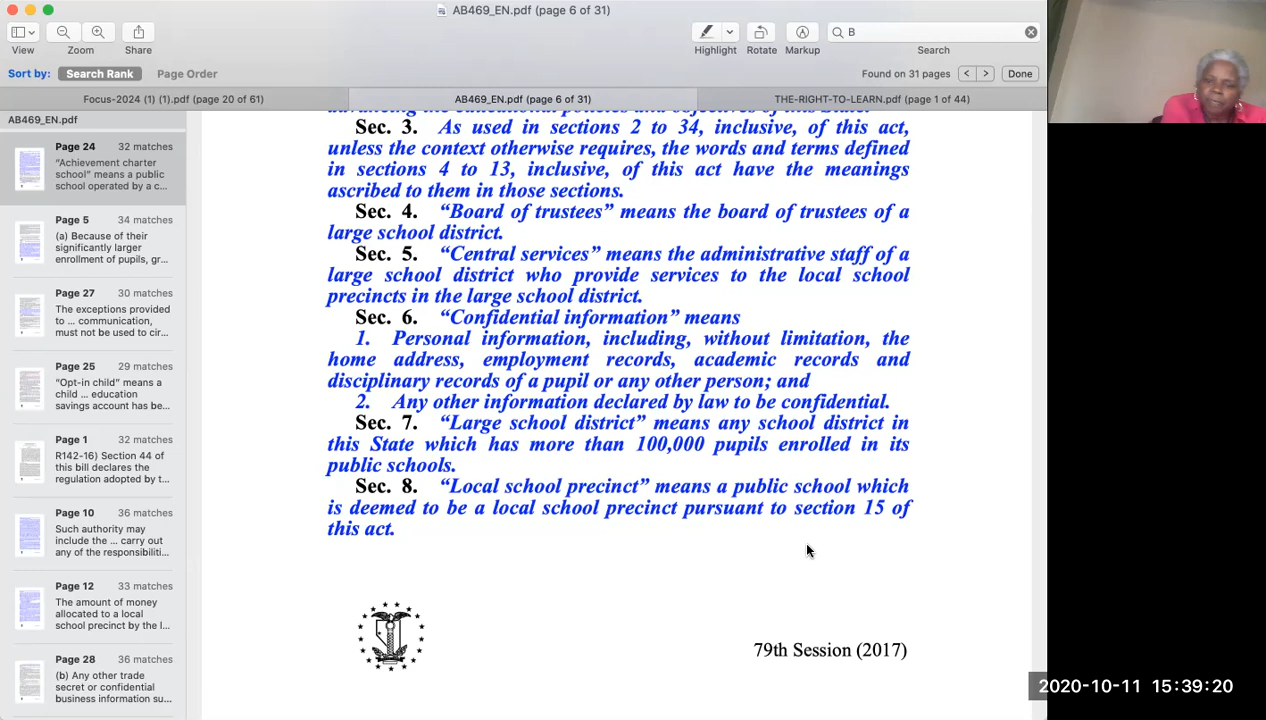 AB469_EN.pdf (page 6 of 31)
View
Zoom
Share
Highlight
Rotate
Markup
B
Search
Sort by:
Search Rank
Page Order
Found on 31 pages
Done
Focus-2024 (1) (1).pdf (page 20 of 61)
AB469_EN.pdf (page 6 of 31)
THE-RIGHT-TO-LEARN.pdf (page 1 of 44)
AB469_EN.pdf
Page 24 32 matches
“Achievement charter
school” means a public
school operated by a c...
Page 5 34 matches
(a) Because of their
significantly larger
enrollment of pupils, gr...
Page 27 30 matches
The exceptions provided
to ... communication,
must not be used to cir...
Page 25 29 matches
“Opt-in child” means a
child ... education
savings account has be...
Page 1 32 matches
R142-16) Section 44 of
this bill declares the
regulation adopted by t...
Page 10 36 matches
Such authority may
include the ... carry out
any of the responsibiliti...
Page 12 33 matches
The amount of money
allocated to a local
school precinct by the l...
Page 28 36 matches
(b) Any other trade
secret or confidential
business information su...
Sec. 3. As used in sections 2 to 34, inclusive, of this act,
unless the context otherwise requires, the words and terms defined
in sections 4 to 13, inclusive, of this act have the meanings
ascribed to them in those sections.
Sec. 4. “Board of trustees” means the board of trustees of a
large school district.
Sec. 5. “Central services” means the administrative staff of a
large school district who provide services to the local school
precincts in the large school district.
Sec. 6. “Confidential information” means
1. Personal information, including, without limitation, the
home address, employment records, academic records and
disciplinary records of a pupil or any other person; and
2. Any other information declared by law to be confidential.
Sec. 7. “Large school district” means any school district in
this State which has more than 100,000 pupils enrolled in its
public schools.
Sec. 8. “Local school precinct” means a public school which
is deemed to be a local school precinct pursuant to section 15 of
this act.
79th Session (2017)
2020-10-11 15:39:20